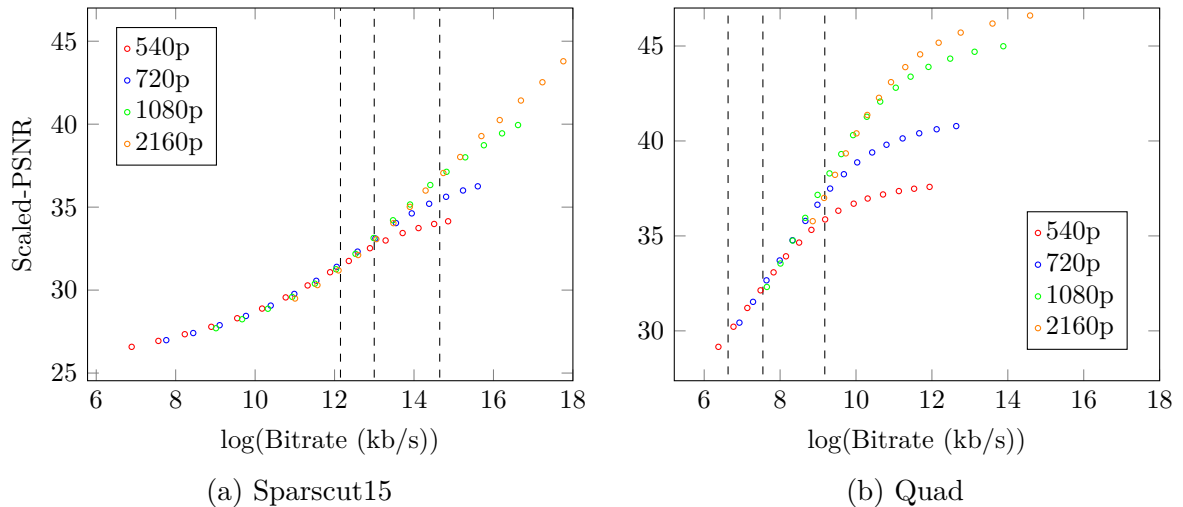 45
40
35
30
25
Scaled-PSNR
540p
720p
1080p
2160p
6 8 10 12 14 16 18
log(Bitrate (kb/s))
(a) Sparscut15
45
40
35
30
540p
720p
1080p
2160p
6 8 10 12 14 16 18
log(Bitrate (kb/s))
(b) Quad